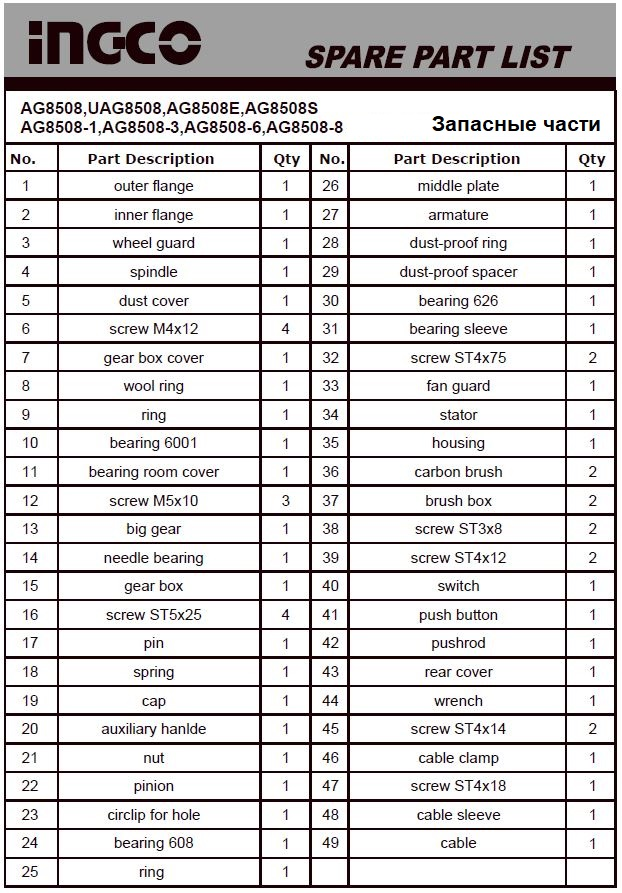 INGCO
SPARE PART LIST
AG8508,UAG8508,AG8508E,AG8508S
AG8508-1,AG8508-3,AG8508-6,AG8508-8 Запасные части
No. Part Description Qty No. Part Description Qty
1 outer flange 1 26 middle plate 1
2 inner flange 1 27 armature 1
3 wheel guard 1 28 dust-proof ring 1
4 spindle 1 29 dust-proof spacer 1
5 dust cover 1 30 bearing 626 1
6 screw M4x12 4 31 bearing sleeve 1
7 gear box cover 1 32 screw ST4x75 2
8 wool ring 1 33 fan guard 1
9 ring 1 34 stator 1
10 bearing 6001 1 35 housing 1
11 bearing room cover 1 36 carbon brush 2
12 screw M5x10 3 37 brush box 2
13 big gear 1 38 screw ST3x8 2
14 needle bearing 1 39 screw ST4x12 2
15 gear box 1 40 switch 1
16 screw ST5x25 4 41 push button 1
17 pin 1 42 pushrod 1
18 spring 1 43 rear cover 1
19 cap 1 44 wrench 1
20 auxiliary hanlde 1 45 screw ST4x14 2
21 nut 1 46 cable clamp 1
22 pinion 1 47 screw ST4x18 1
23 circlip for hole 1 48 cable sleeve 1
24 bearing 608 1 49 cable 1
25 ring 1